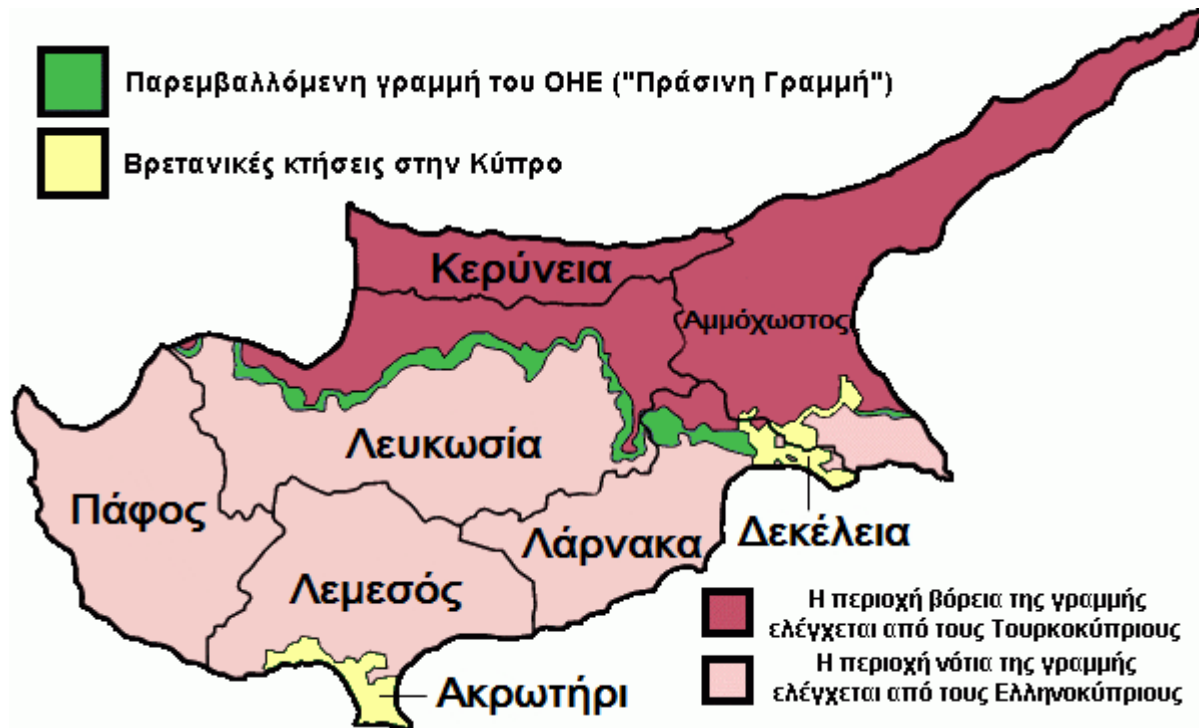 Παρεμβαλλόμενη γραμμή του ΟΗΕ ("Πράσινη Γραμμή")
Βρετανικές κτήσεις στην Κύπρο
Κερύνεια
Αμμόχωστος
Λευκωσία
Πάφος
Λάρνακα
Δεκέλεια
Λεμεσός
Ακρωτήρι
Η περιοχή βόρεια της γραμμής
ελέγχεται από τους Τουρκοκύπριους
Η περιοχή νότια της γραμμής
ελέγχεται από τους Ελληνοκύπριους